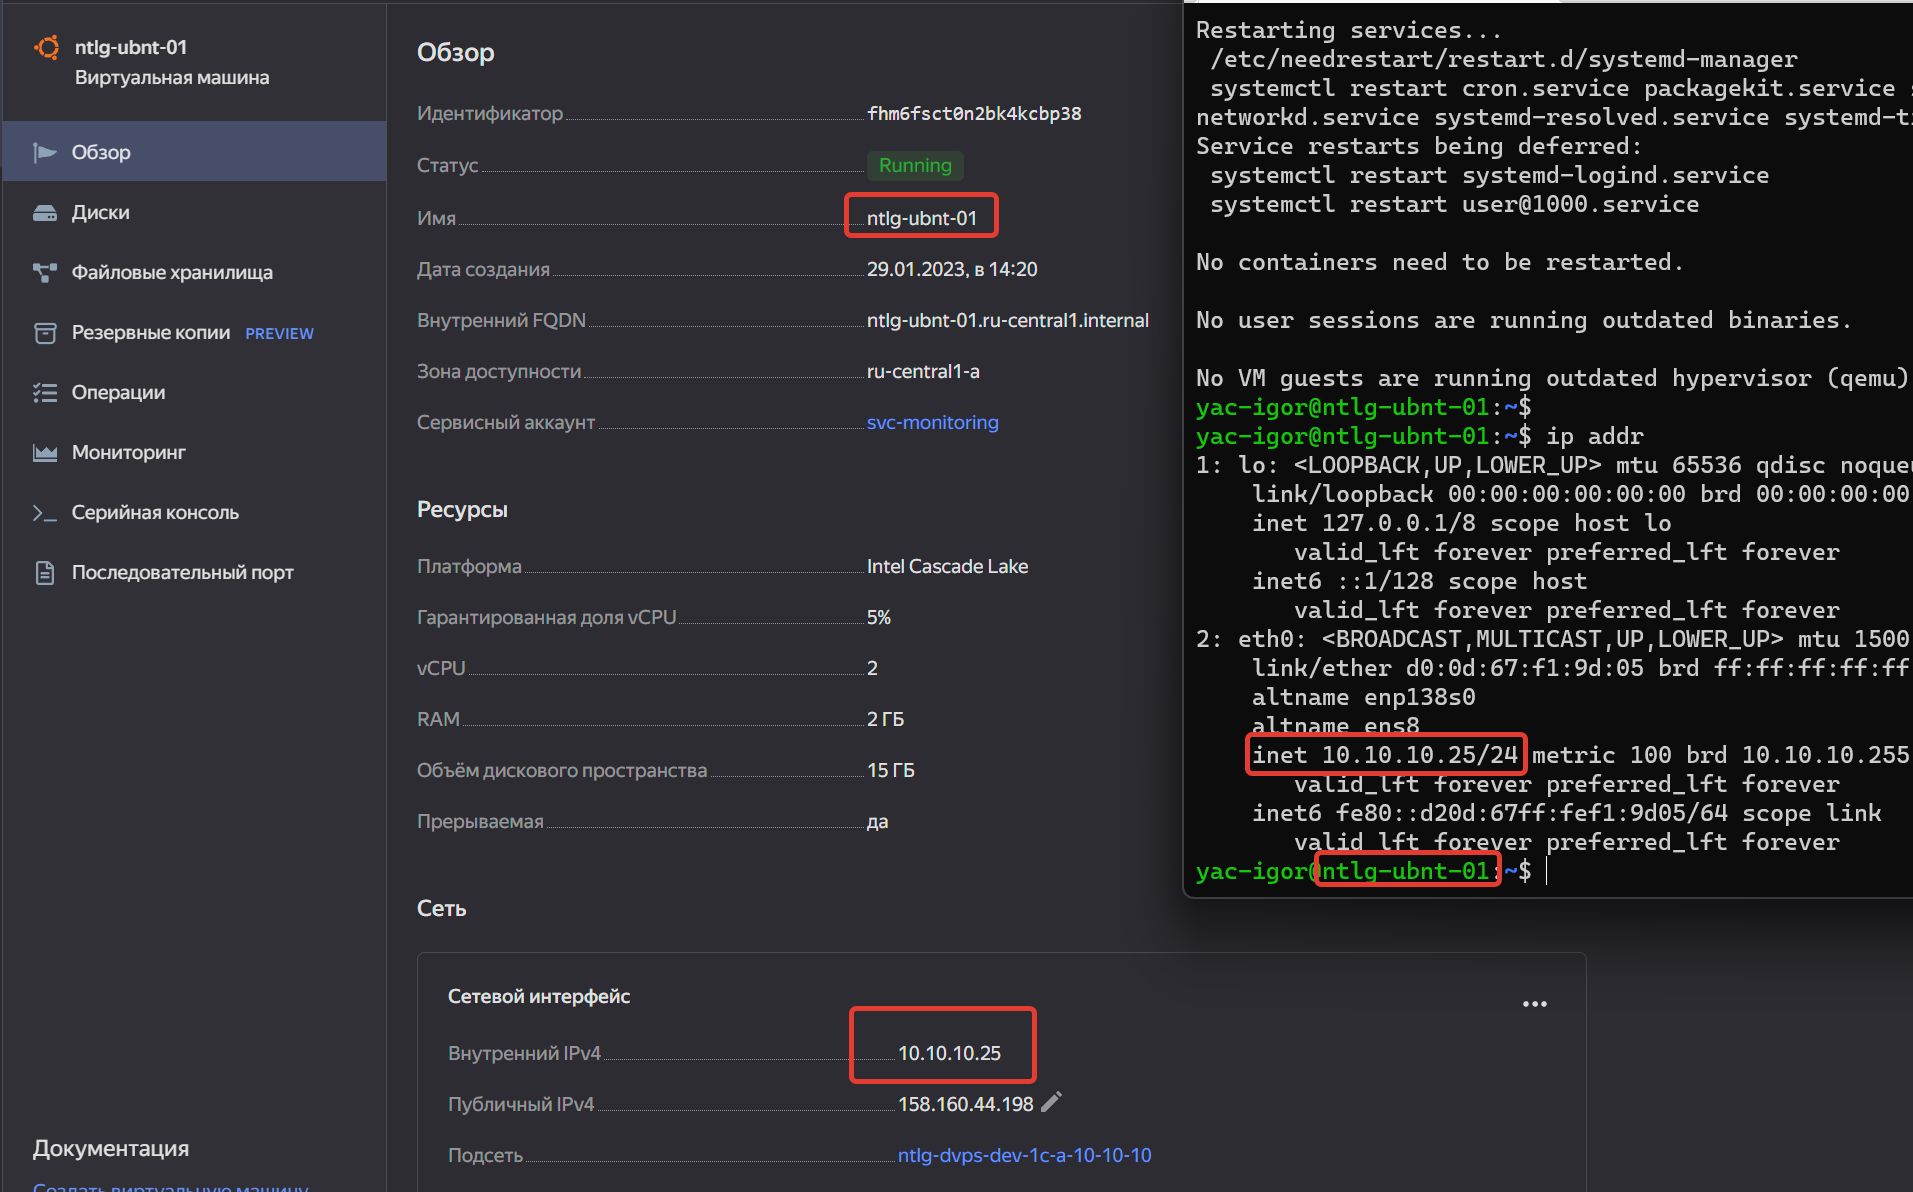 ntlg-ubnt-01
Виртуальная машина
Обзор
Диски
Файловые хранилища
Резервные копии PREVIEW
Операции
Мониторинг
Серийная консоль
Последовательный порт
Документация
Создать виртуальную машину
Обзор
Идентификатор fhm6fsct0n2bk4kcbp38
Статус Running
Имя ntlg-ubnt-01
Дата создания 29.01.2023, в 14:20
Внутренний FQDN ntlg-ubnt-01.ru-central1.internal
Зона доступности ru-central1-a
Сервисный аккаунт svc-monitoring
Ресурсы
Платформа Intel Cascade Lake
Гарантированная доля vCPU 5%
vCPU 2
RAM 2 ГБ
Объём дискового пространства 15 ГБ
Прерываемая да
Сеть
Сетевой интерфейс
Внутренний IPv4 10.10.10.25
Публичный IPv4 158.160.44.198
Подсеть ntlg-dvps-dev-1c-a-10-10-10
Restarting services...
/etc/needrestart/restart.d/systemd-manager
systemctl restart cron.service packagekit.service
networkd.service systemd-resolved.service systemd-t
Service restarts being deferred:
systemctl restart systemd-logind.service
systemctl restart user@1000.service
No containers need to be restarted.
No user sessions are running outdated binaries.
No VM guests are running outdated hypervisor (qemu)
yac-igor@ntlg-ubnt-01:~$
yac-igor@ntlg-ubnt-01:~$ ip addr
1: lo: <LOOPBACK,UP,LOWER_UP> mtu 65536 qdisc noqueu
link/loopback 00:00:00:00:00:00 brd 00:00:00:00
inet 127.0.0.1/8 scope host lo
valid_lft forever preferred_lft forever
inet6 ::1/128 scope host
valid_lft forever preferred_lft forever
2: eth0: <BROADCAST,MULTICAST,UP,LOWER_UP> mtu 1500
link/ether d0:0d:67:f1:9d:05 brd ff:ff:ff:ff:ff
altname enp138s0
altname ens8
inet 10.10.10.25/24 metric 100 brd 10.10.10.255
valid_lft forever preferred_lft forever
inet6 fe80::d20d:67ff:fef1:9d05/64 scope link
valid_lft forever preferred_lft forever
yac-igor@ntlg-ubnt-01:~$